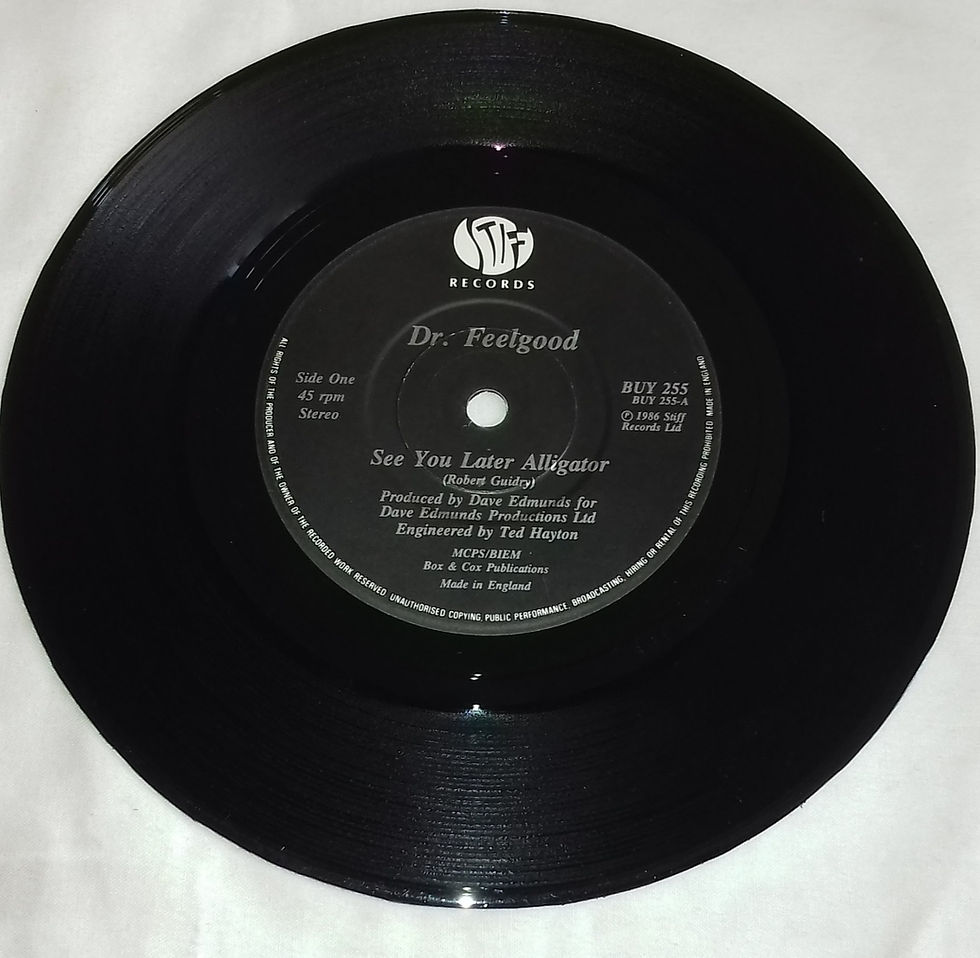 STIFF
RECORDS
Dr. Feelgood
Side One
45 rpm
Stereo
BUY 255
BUY 255-A
Ⓟ 1986 Stiff
Records Ltd
See You Later Alligator
(Robert Guidry)
Produced by Dave Edmunds for
Dave Edmunds Productions Ltd
Engineered by Ted Hayton
MCPS/BIEM
Box & Cox Publications
Made in England
ALL RIGHTS OF THE PRODUCER AND OF THE OWNER OF THE RECORDED WORK RESERVED. UNAUTHORISED COPYING, PUBLIC PERFORMANCE, BROADCASTING, HIRING OR RENTAL OF THIS RECORDING PROHIBITED. MADE IN ENGLAND